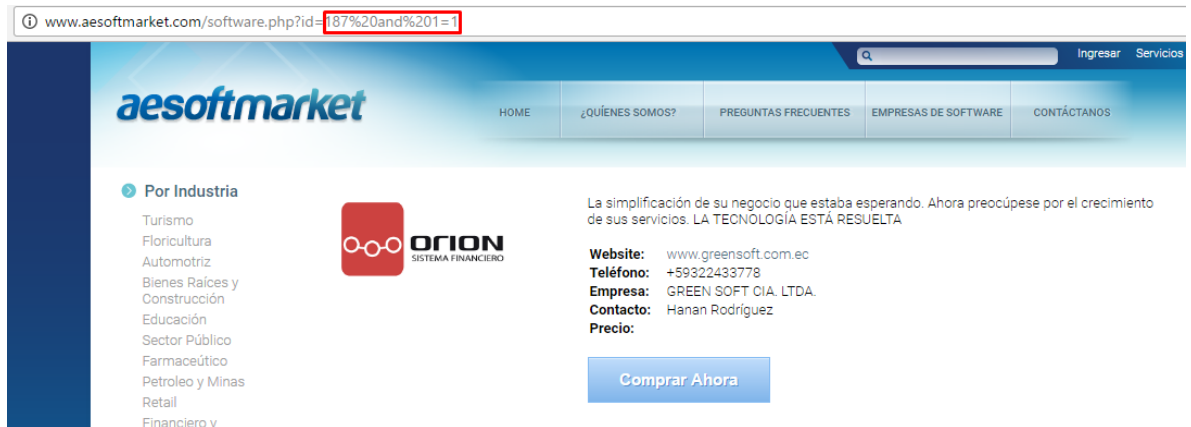 www.aesoftmarket.com/software.php?id=187%20and%201=1
Ingresar Servicios
aesoftmarket
HOME ¿QUÍENES SOMOS? PREGUNTAS FRECUENTES EMPRESAS DE SOFTWARE CONTÁCTANOS
Por Industria
Turismo
Floricultura
Automotriz
Bienes Raíces y
Construcción
Educación
Sector Público
Farmaceútico
Petroleo y Minas
Retail
Financiero y
orion
SISTEMA FINANCIERO
La simplificación de su negocio que estaba esperando. Ahora preocúpese por el crecimiento
de sus servicios. LA TECNOLOGÍA ESTÁ RESUELTA
Website: www.greensoft.com.ec
Teléfono: +59322433778
Empresa: GREEN SOFT CIA. LTDA.
Contacto: Hanan Rodríguez
Precio:
Comprar Ahora